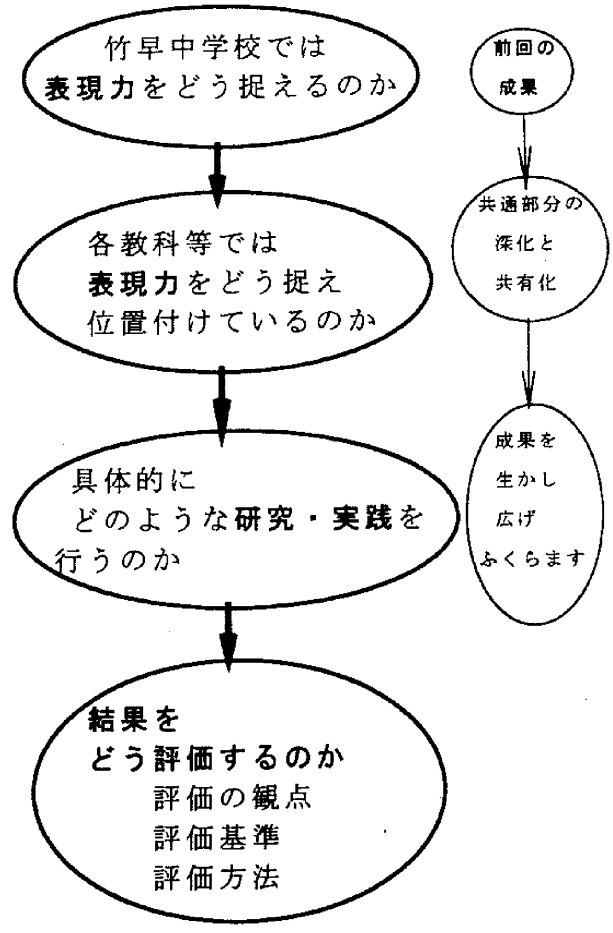 竹早中学校では
表現力をどう捉えるのか
各教科等では
表現力をどう捉え
位置付けているのか
具体的に
どのような研究・実践を
行うのか
結果を
どう評価するのか
評価の観点
評価基準
評価方法
前回の
成果
共通部分の
深化と
共有化
成果を
生かし
広げ
ふくらます